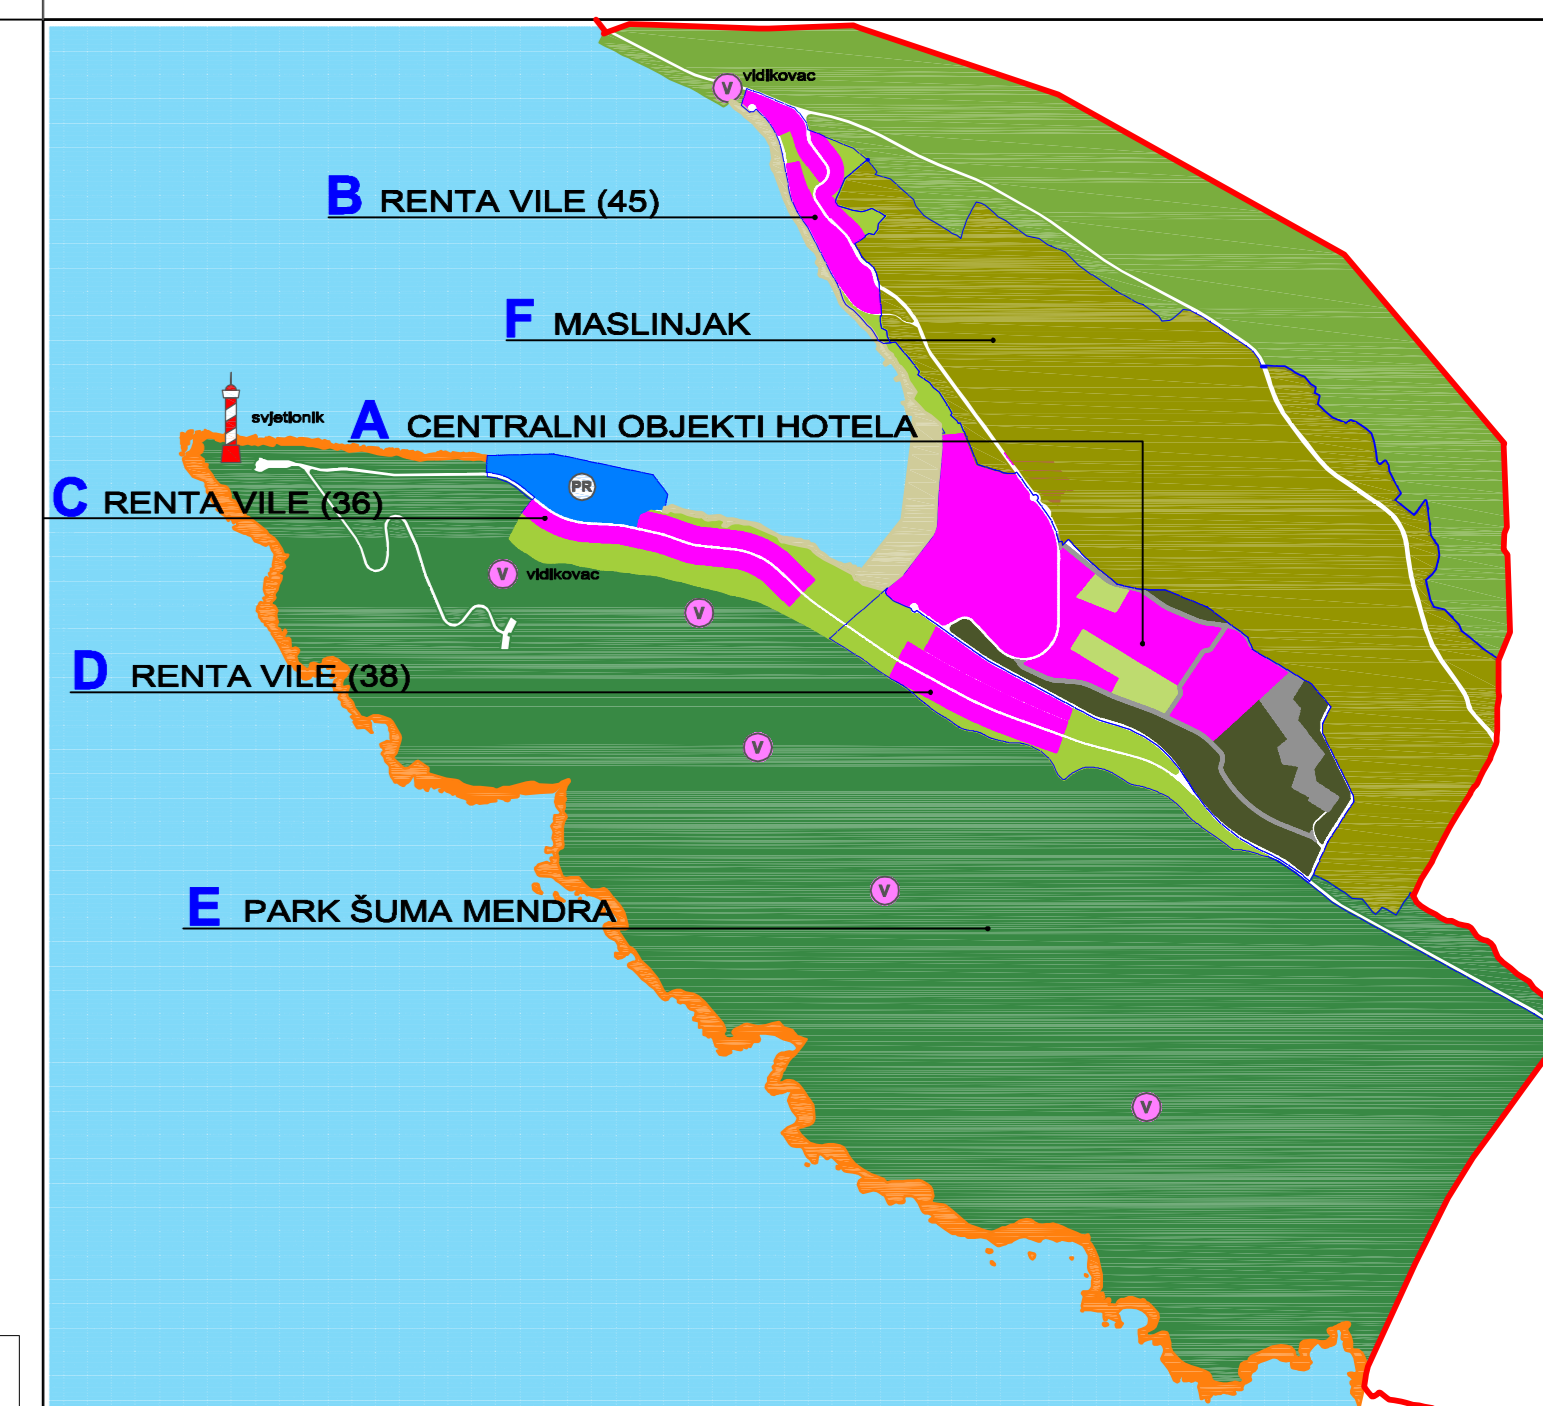 vidikovac
V
B RENTA VILE (45)
F MASLINJAK
svjetionik
A CENTRALNI OBJEKTI HOTELA
PR
C RENTA VILE (36)
V vidikovac
V
D RENTA VILE (38)
V
V
E PARK ŠUMA MENDRA
V